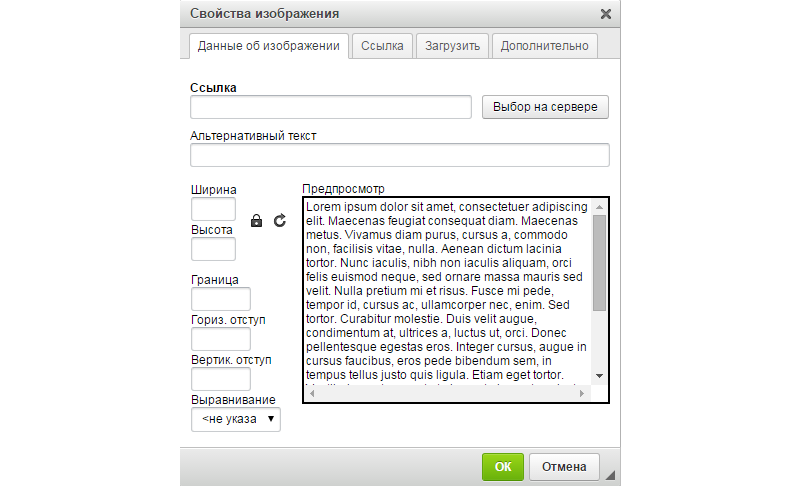 Свойства изображения
Данные об изображении Ссылка Загрузить Дополнительно
Ссылка
Выбор на сервере
Альтернативный текст
Ширина
Высота
Граница
Гориз. отступ
Вертик. отступ
Выравнивание
<не указа
Предпросмотр
Lorem ipsum dolor sit amet, consectetuer adipiscing
elit. Maecenas feugiat consequat diam. Maecenas
metus. Vivamus diam purus, cursus a, commodo
non, facilisis vitae, nulla. Aenean dictum lacinia
tortor. Nunc iaculis, nibh non iaculis aliquam, orci
felis euismod neque, sed ornare massa mauris sed
velit. Nulla pretium mi et risus. Fusce mi pede,
tempor id, cursus ac, ullamcorper nec, enim. Sed
tortor. Curabitur molestie. Duis velit augue,
condimentum at, ultrices a, luctus ut, orci. Donec
pellentesque egestas eros. Integer cursus, augue in
cursus faucibus, eros pede bibendum sem, in
tempus tellus justo quis ligula. Etiam eget tortor.
ОК Отмена